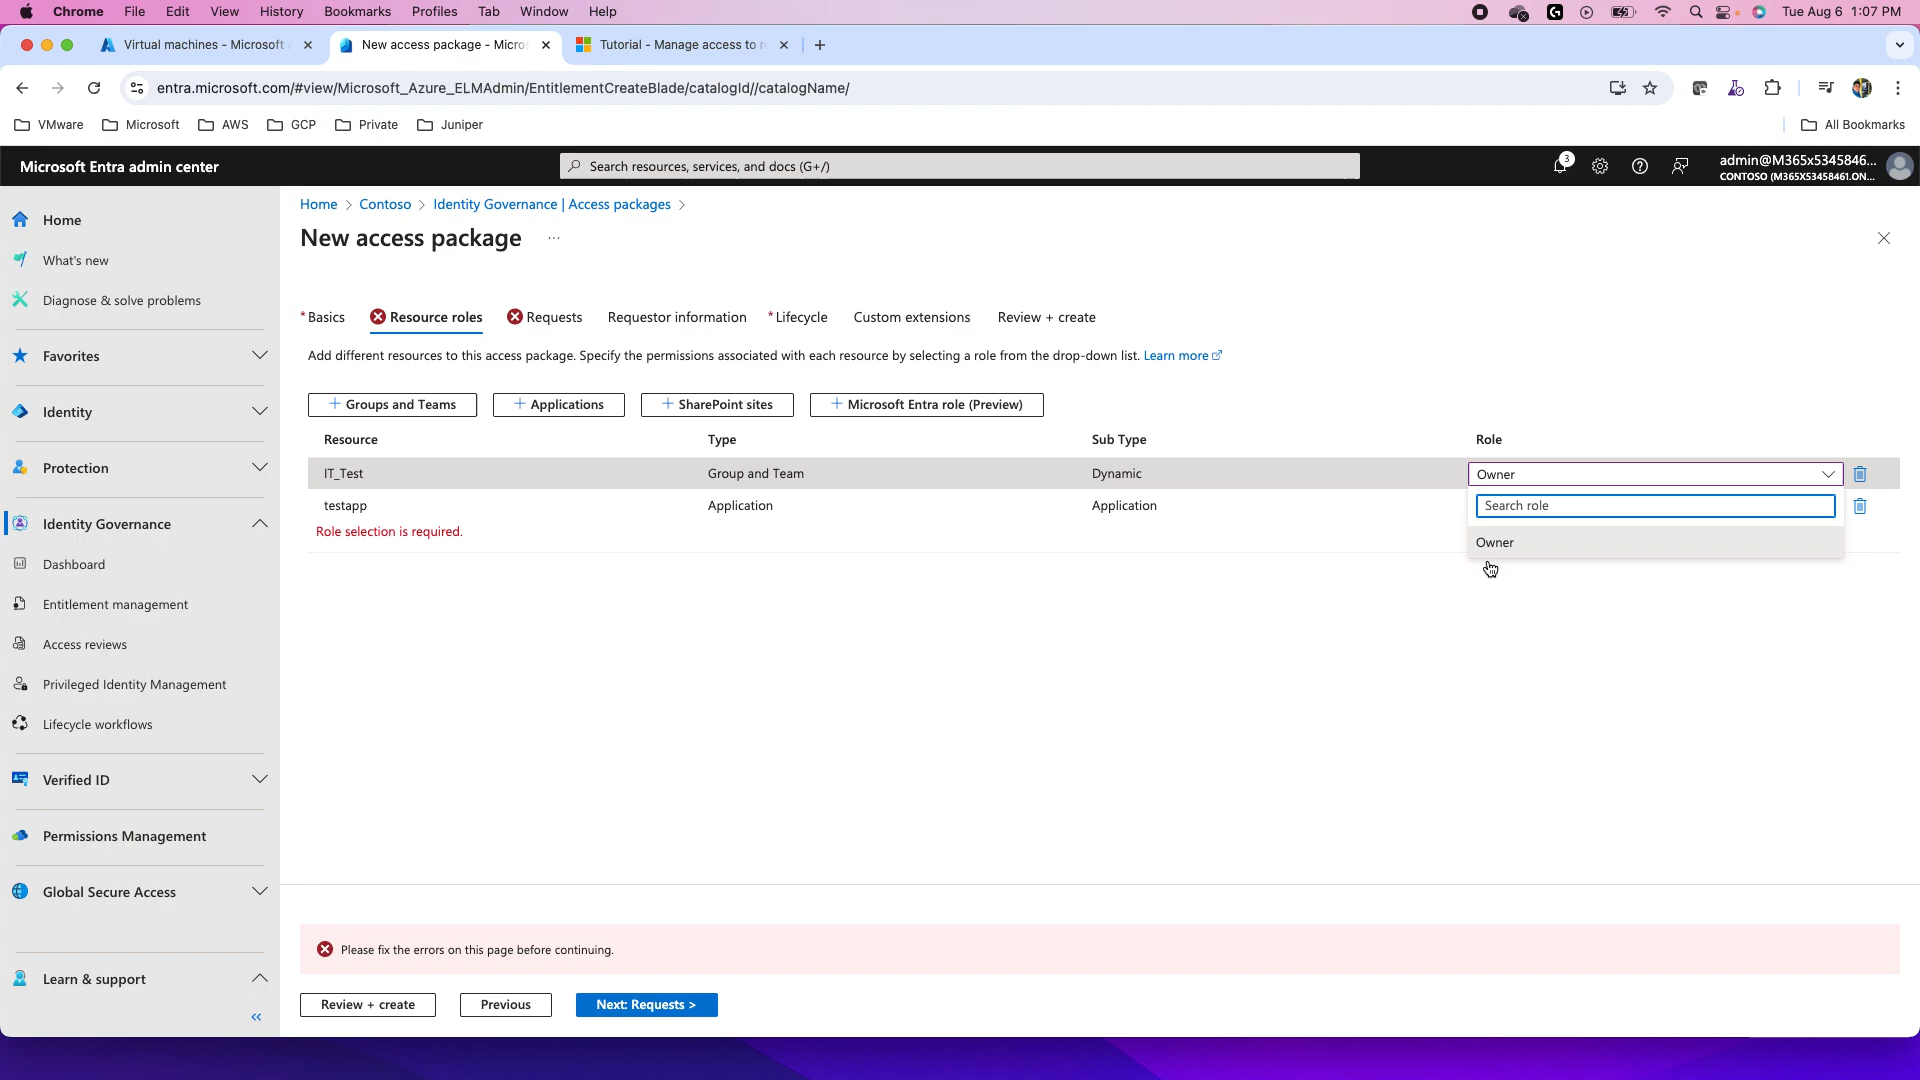 Chrome File Edit View History Bookmarks Profiles Tab Window Help Tue Aug 6 1:07 PM
Virtual machines - Microsoft New access package - Micros Tutorial - Manage access to r
entra.microsoft.com/#view/Microsoft_Azure_ELMAdmin/EntitlementCreateBlade/catalogId//catalogName/
VMware Microsoft AWS GCP Private Juniper All Bookmarks
Microsoft Entra admin center
Search resources, services, and docs (G+/)
3
admin@M365x5345846...
CONTOSO (M365X53458461.ON...
Home
What's new
Diagnose & solve problems
Favorites
Identity
Protection
Identity Governance
Dashboard
Entitlement management
Access reviews
Privileged Identity Management
Lifecycle workflows
Verified ID
Permissions Management
Global Secure Access
Learn & support
«
Home > Contoso > Identity Governance | Access packages >
New access package ...
* Basics Resource roles Requests Requestor information * Lifecycle Custom extensions Review + create
Add different resources to this access package. Specify the permissions associated with each resource by selecting a role from the drop-down list. Learn more
+ Groups and Teams + Applications + SharePoint sites + Microsoft Entra role (Preview)
Resource Type Sub Type Role
IT_Test Group and Team Dynamic Owner
testapp Application Application
Search role
Role selection is required.
Owner
Please fix the errors on this page before continuing.
Review + create Previous Next: Requests >